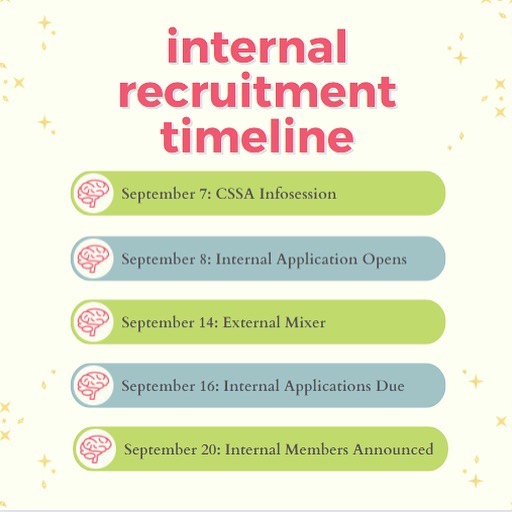 internal
recruitment
timeline
September 7: CSSA Infosession
September 8: Internal Application Opens
September 14: External Mixer
September 16: Internal Applications Due
September 20: Internal Members Announced